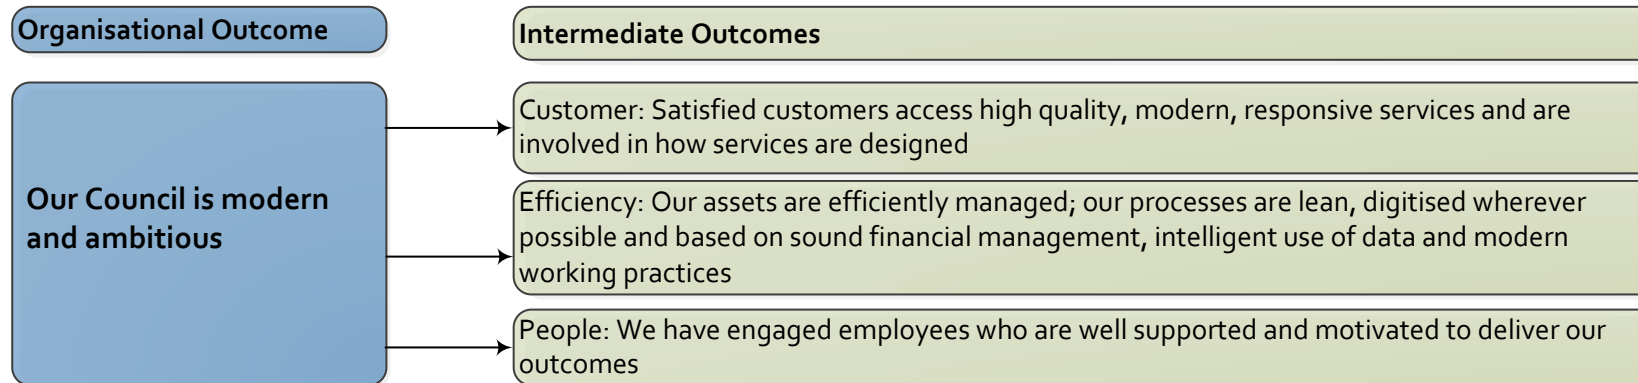 Organisational Outcome
Intermediate Outcomes
Our Council is modern
and ambitious
Customer: Satisfied customers access high quality, modern, responsive services and are
involved in how services are designed
Efficiency: Our assets are efficiently managed; our processes are lean, digitised wherever
possible and based on sound financial management, intelligent use of data and modern
working practices
People: We have engaged employees who are well supported and motivated to deliver our
outcomes